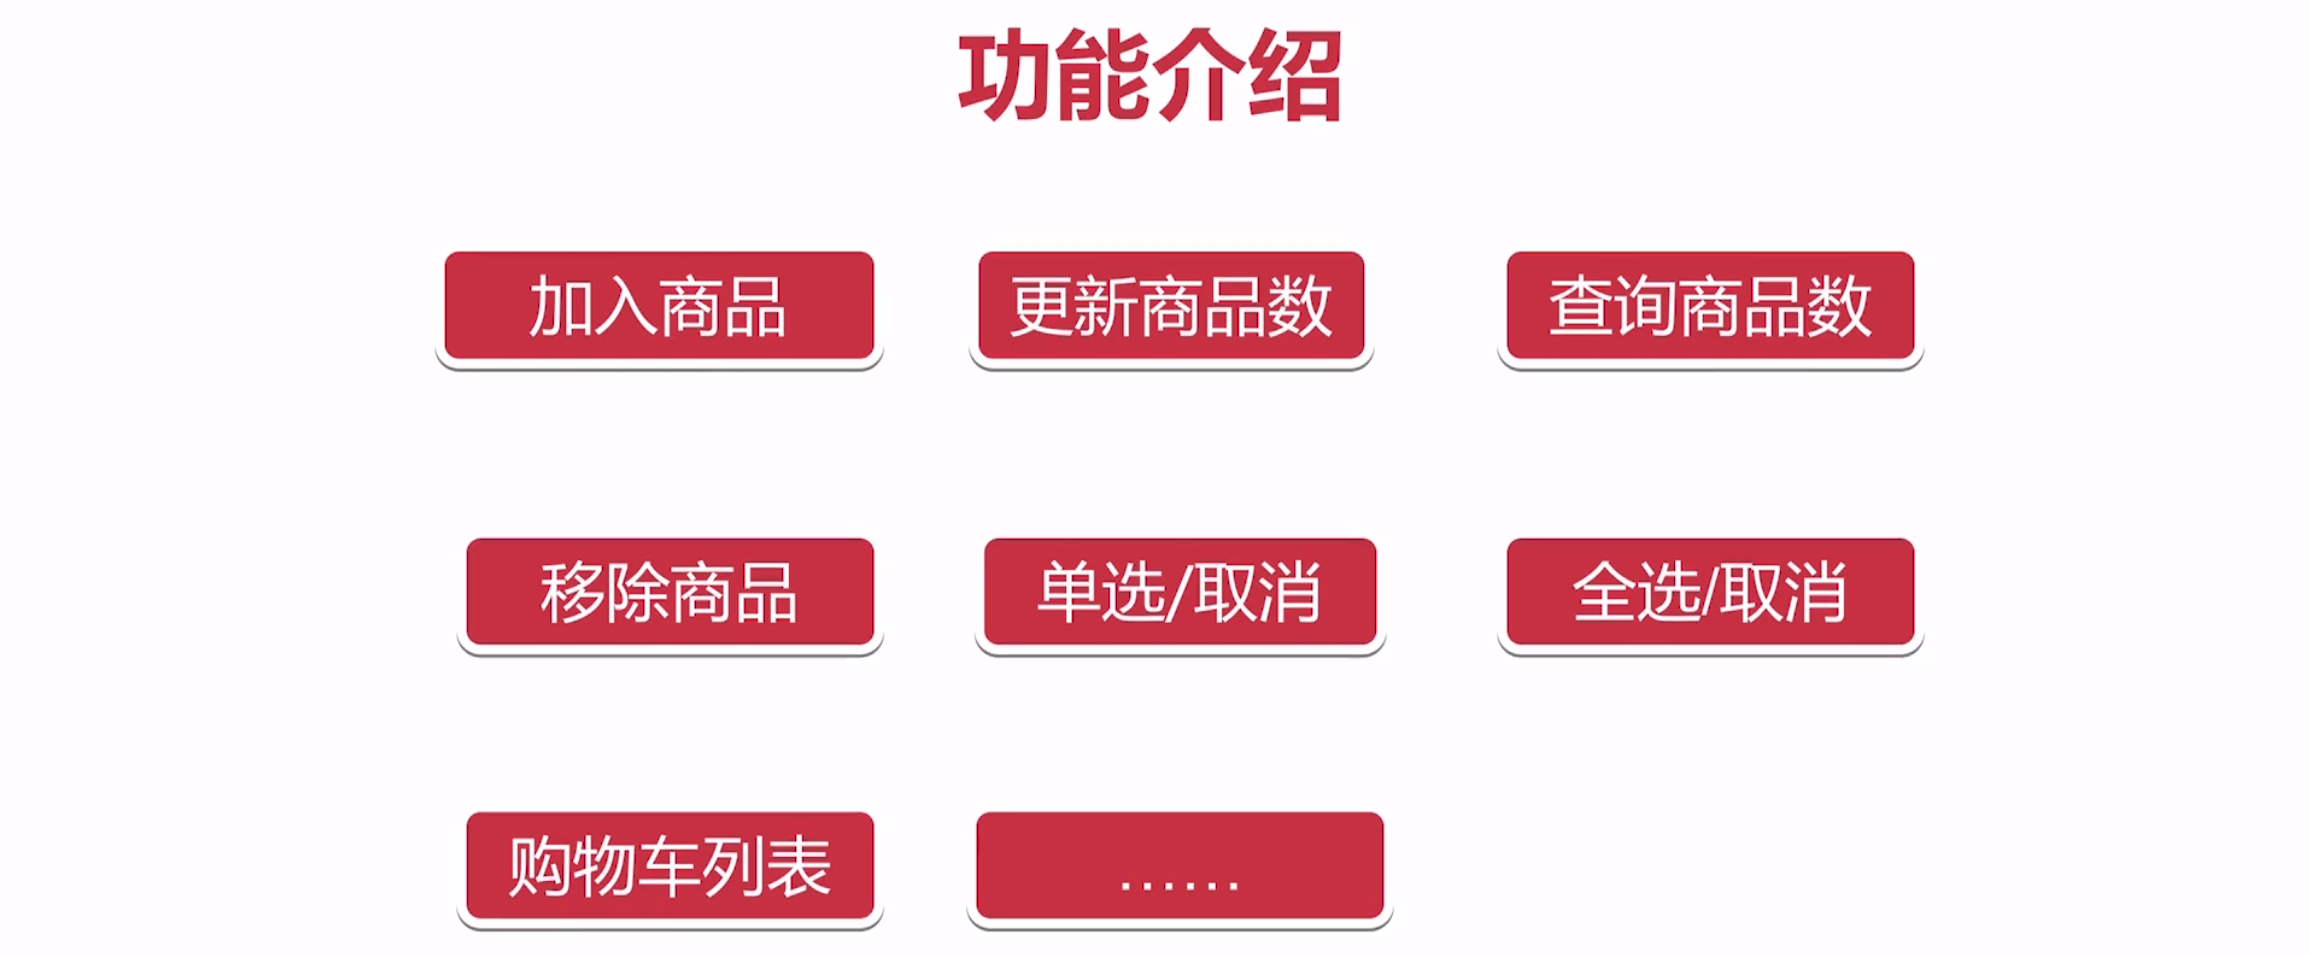 功能介绍
加入商品
更新商品数
查询商品数
移除商品
单选/取消
全选/取消
购物车列表
......